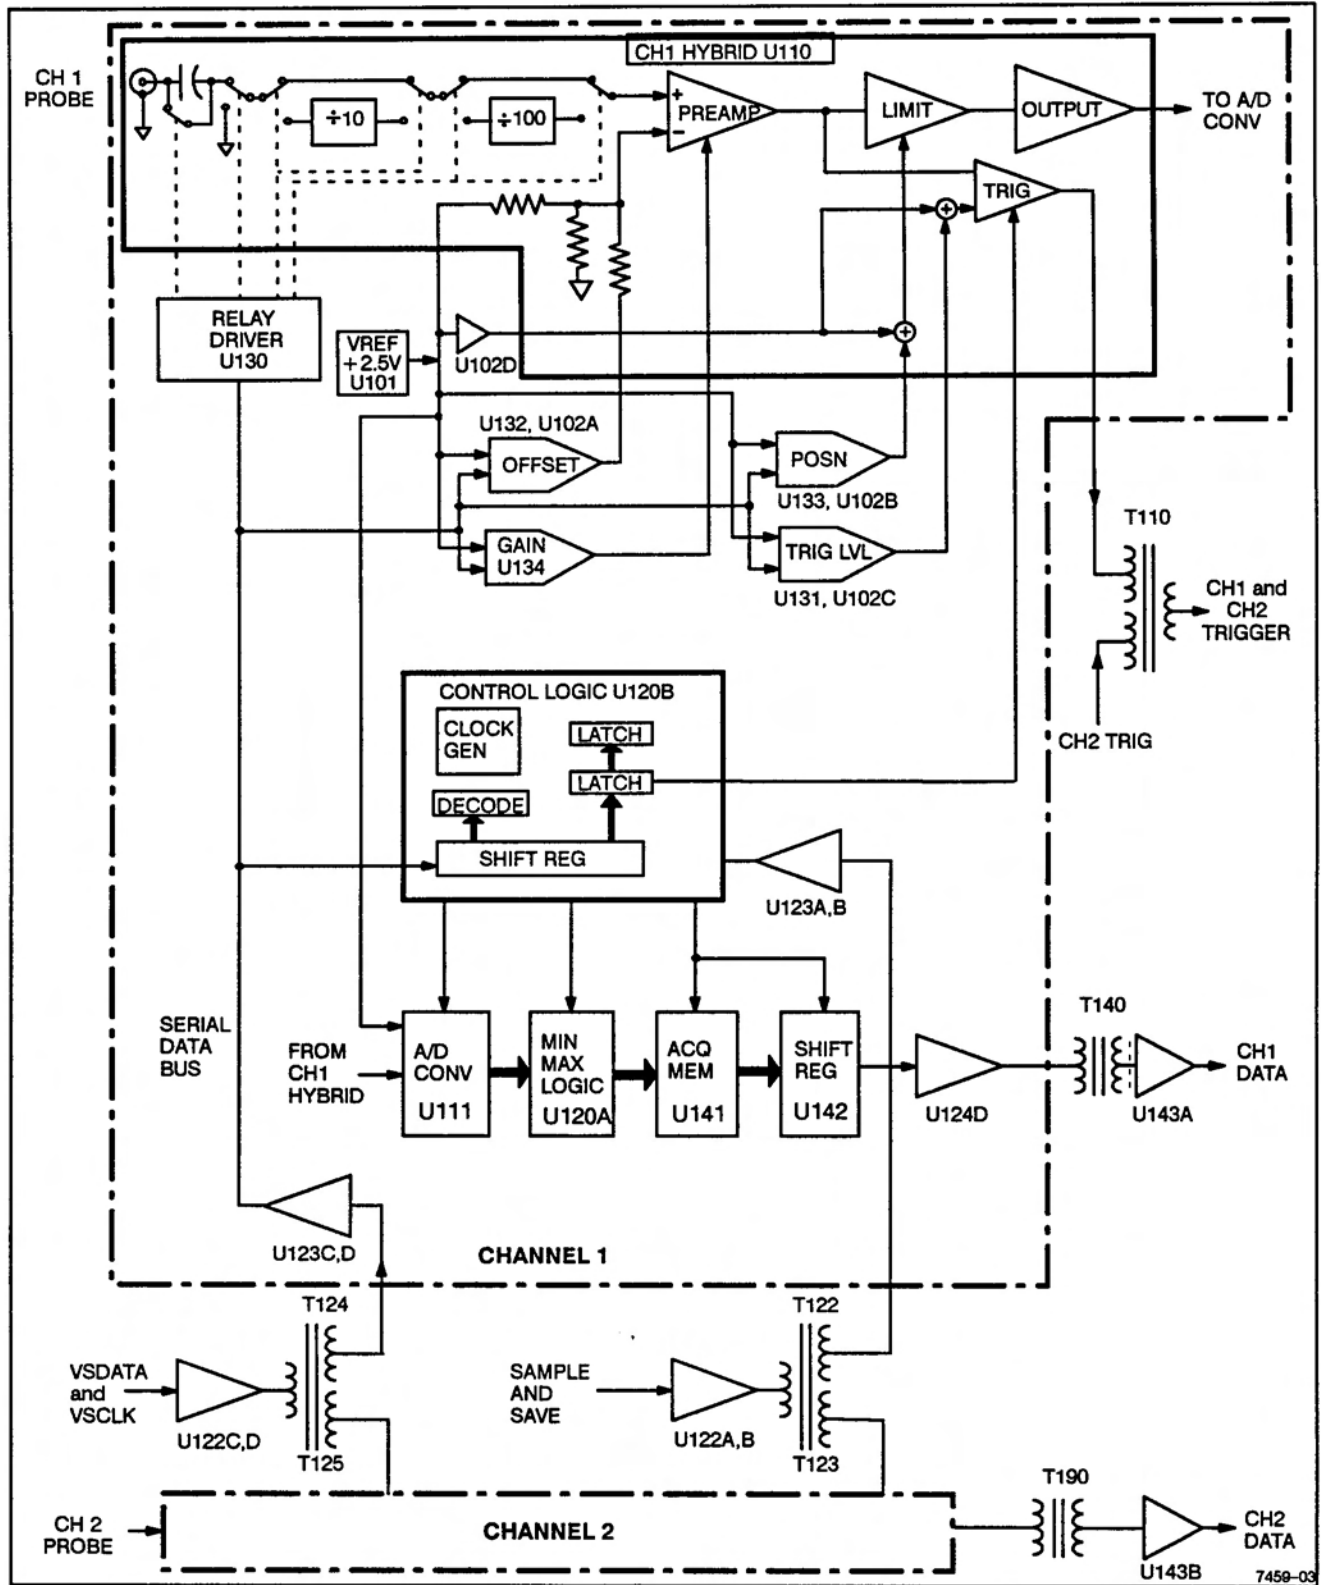 CH1 HYBRID U110
CH 1
PROBE
÷10
÷100
+
PREAMP
−
LIMIT
OUTPUT
TO A/D
CONV
TRIG
+
+
RELAY
DRIVER
U130
VREF
+2.5V
U101
U102D
U132, U102A
OFFSET
POSN
U133, U102B
GAIN
U134
TRIG LVL
U131, U102C
T110
CH1 and
CH2
TRIGGER
CH2 TRIG
CONTROL LOGIC U120B
CLOCK
GEN
LATCH
LATCH
DECODE
SHIFT REG
U123A,B
SERIAL
DATA
BUS
FROM
CH1
HYBRID
A/D
CONV
U111
MIN
MAX
LOGIC
U120A
ACQ
MEM
U141
SHIFT
REG
U142
U124D
T140
U143A
CH1
DATA
U123C,D
CHANNEL 1
T124
T122
VSDATA
and
VSCLK
U122C,D
T125
SAMPLE
AND
SAVE
U122A,B
T123
T190
CH 2
PROBE
CHANNEL 2
U143B
CH2
DATA
7459-03